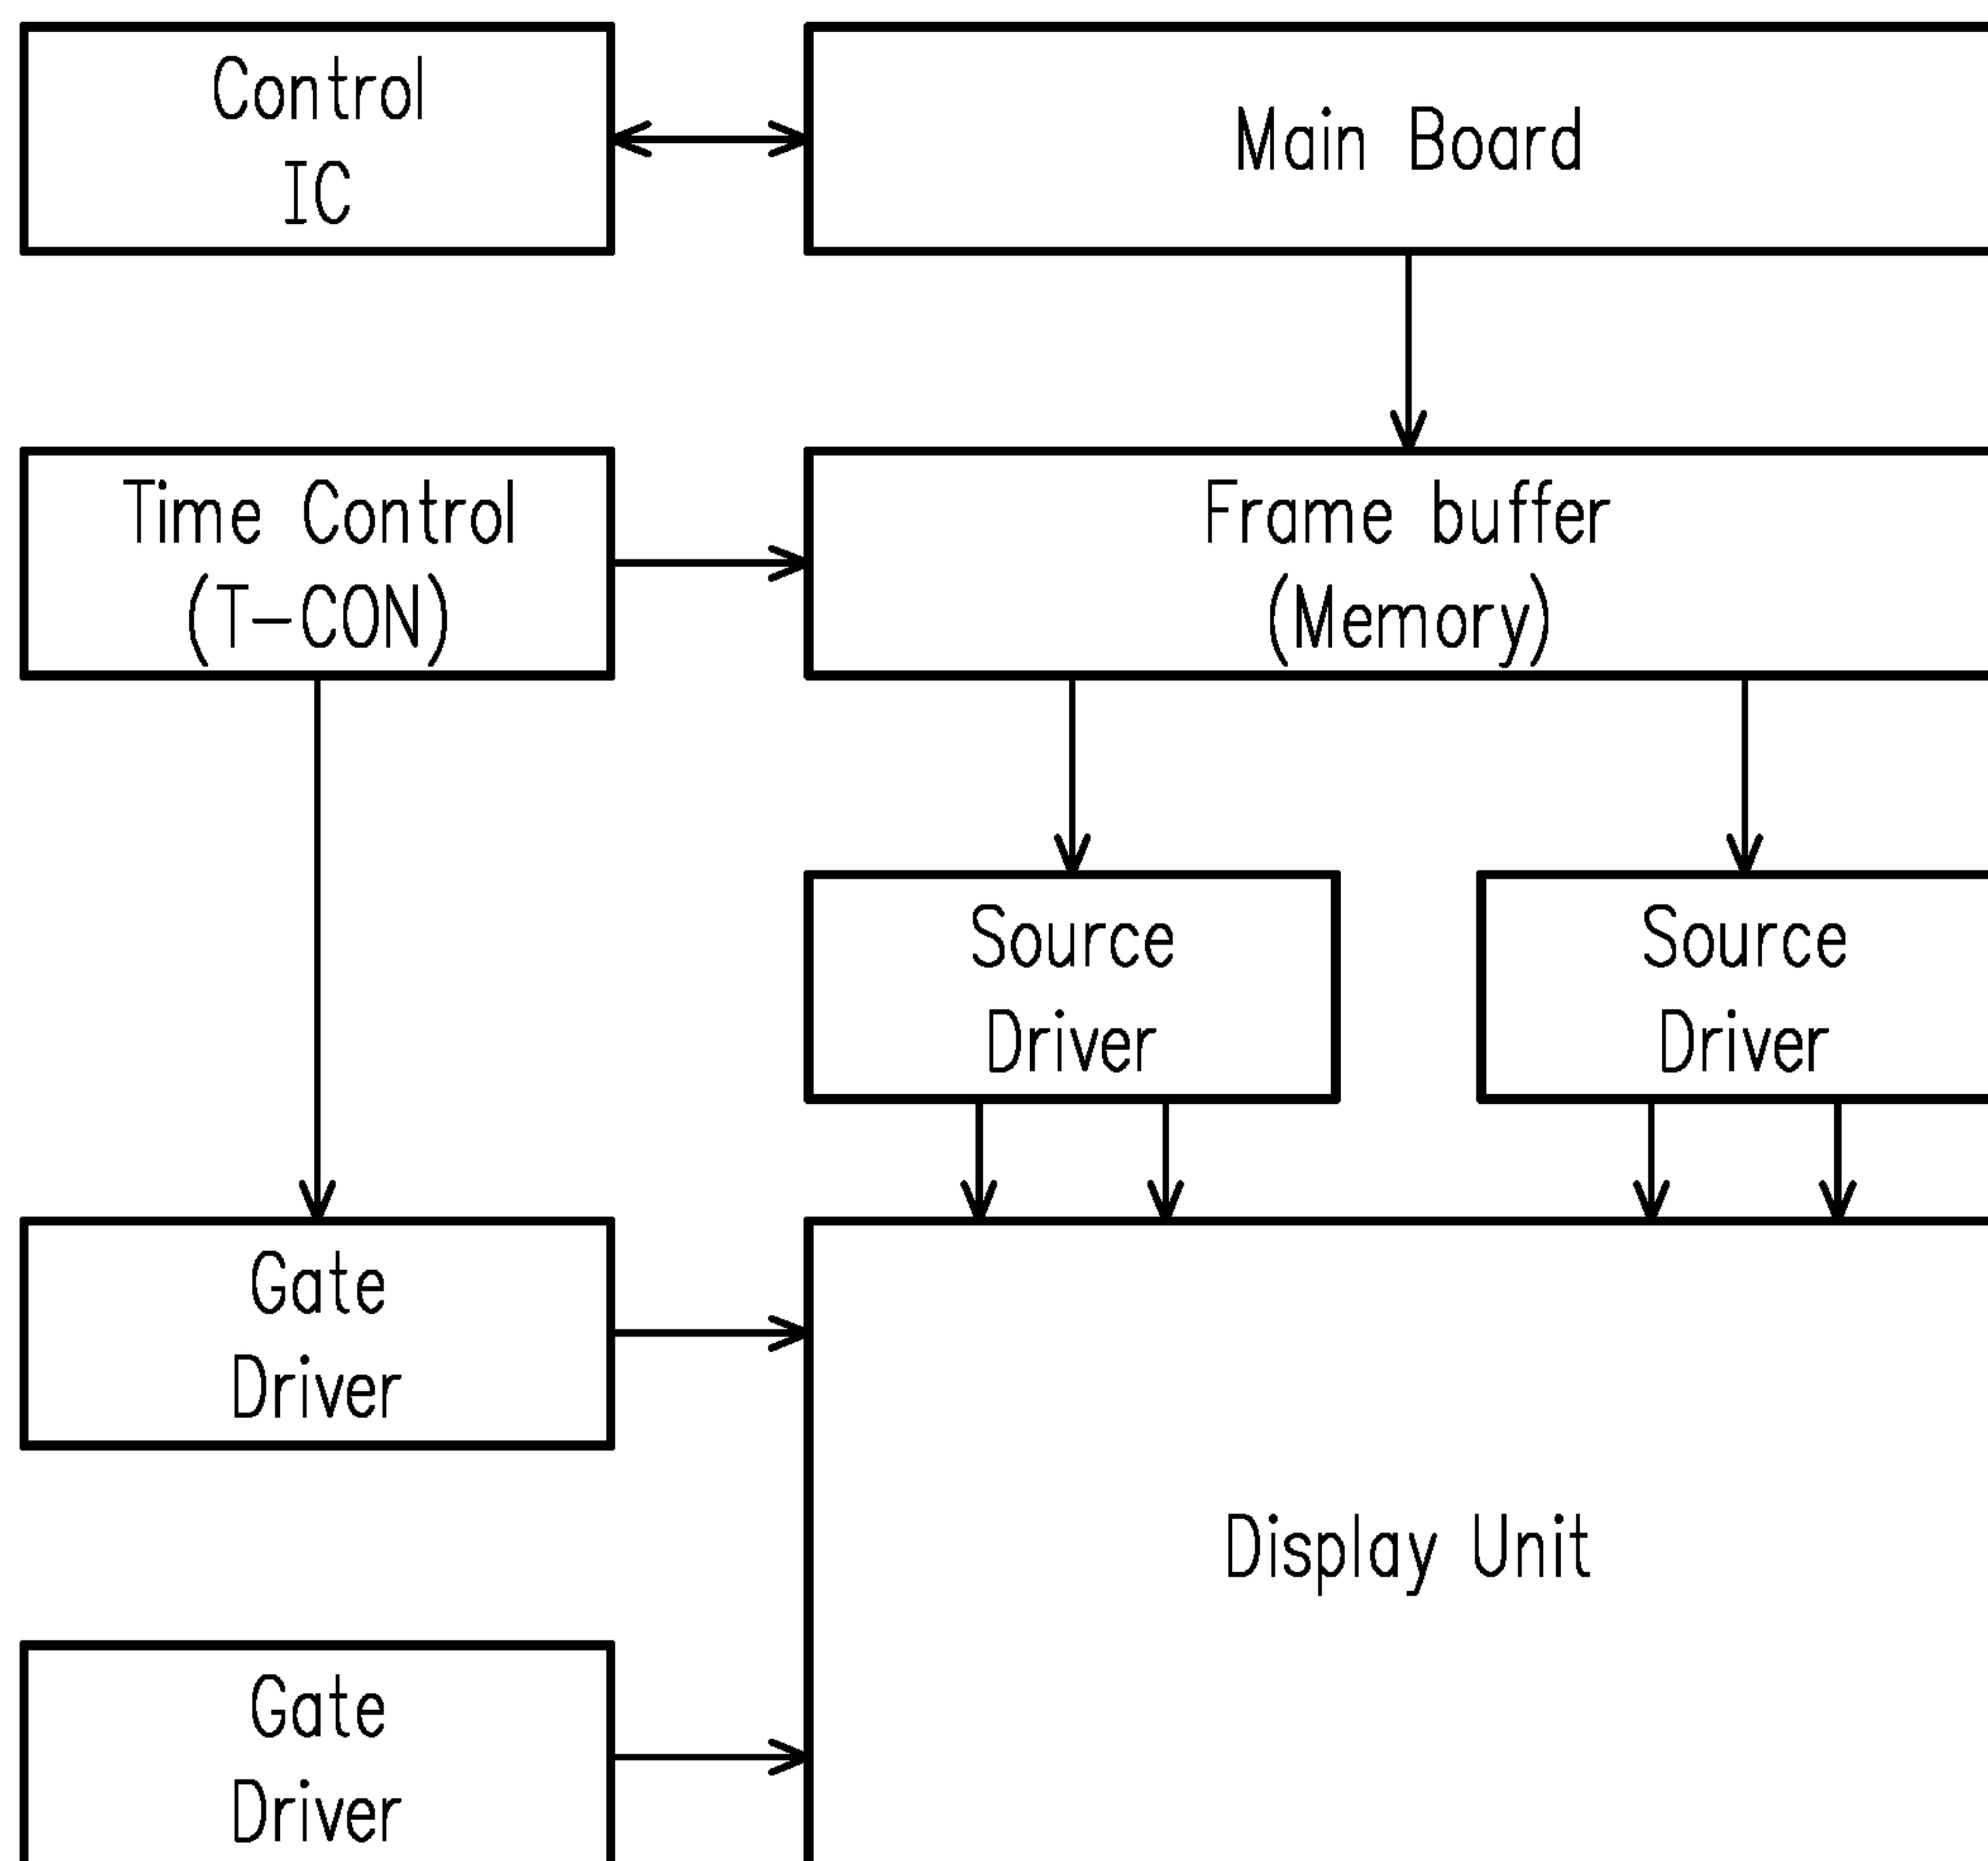 Control
IC
Main Board
Time Control
(T-CON)
Frame buffer
(Memory)
Source
Driver
Source
Driver
Gate
Driver
Display Unit
Gate
Driver